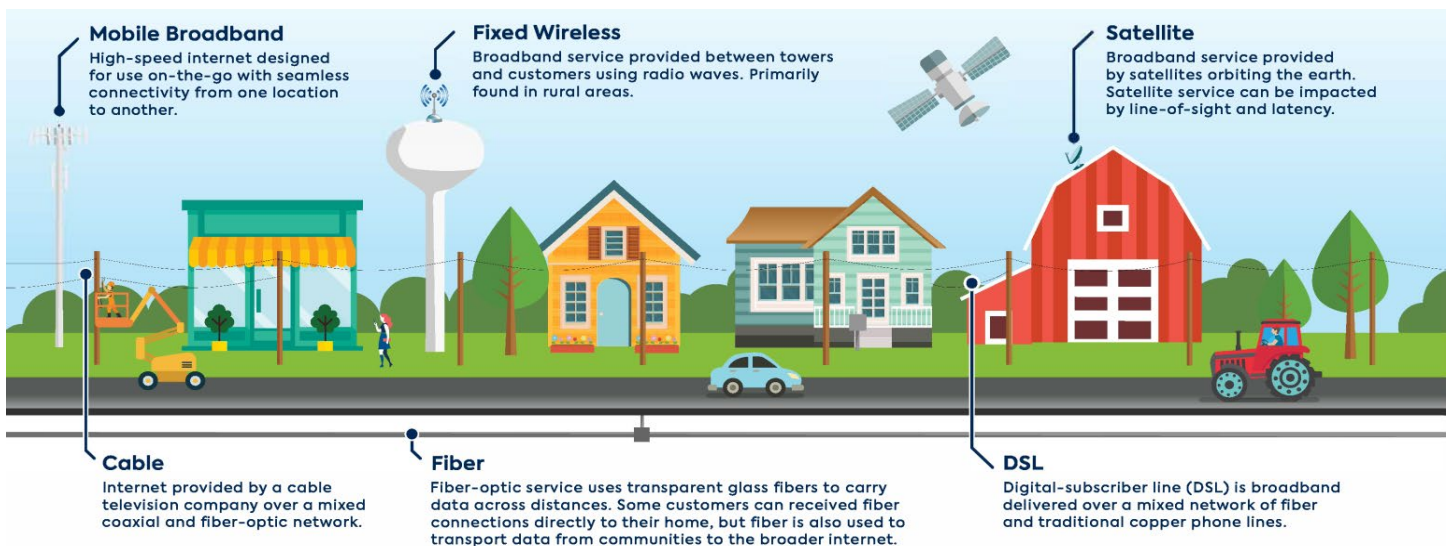 Mobile Broadband
High-speed internet designed
for use on-the-go with seamless
connectivity from one location
to another.
Fixed Wireless
Broadband service provided between towers
and customers using radio waves. Primarily
found in rural areas.
Satellite
Broadband service provided
by satellites orbiting the earth.
Satellite service can be impacted
by line-of-sight and latency.
Cable
Internet provided by a cable
television company over a mixed
coaxial and fiber-optic network.
Fiber
Fiber-optic service uses transparent glass fibers to carry
data across distances. Some customers can received fiber
connections directly to their home, but fiber is also used to
transport data from communities to the broader internet.
DSL
Digital-subscriber line (DSL) is broadband
delivered over a mixed network of fiber
and traditional copper phone lines.